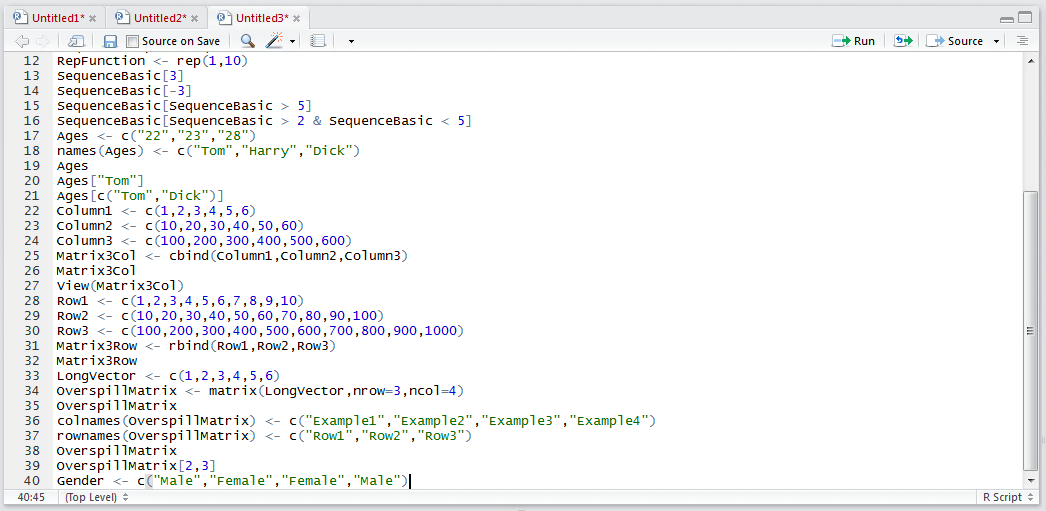 Untitled1* Untitled2* Untitled3*
Source on Save Run Source
12 RepFunction <- rep(1,10)
13 SequenceBasic[3]
14 SequenceBasic[-3]
15 SequenceBasic[SequenceBasic > 5]
16 SequenceBasic[SequenceBasic > 2 & SequenceBasic < 5]
17 Ages <- c("22","23","28")
18 names(Ages) <- c("Tom","Harry","Dick")
19 Ages
20 Ages["Tom"]
21 Ages[c("Tom","Dick")]
22 Column1 <- c(1,2,3,4,5,6)
23 Column2 <- c(10,20,30,40,50,60)
24 Column3 <- c(100,200,300,400,500,600)
25 Matrix3Col <- cbind(Column1,Column2,Column3)
26 Matrix3Col
27 View(Matrix3Col)
28 Row1 <- c(1,2,3,4,5,6,7,8,9,10)
29 Row2 <- c(10,20,30,40,50,60,70,80,90,100)
30 Row3 <- c(100,200,300,400,500,600,700,800,900,1000)
31 Matrix3Row <- rbind(Row1,Row2,Row3)
32 Matrix3Row
33 LongVector <- c(1,2,3,4,5,6)
34 OverspillMatrix <- matrix(LongVector,nrow=3,ncol=4)
35 OverspillMatrix
36 colnames(OverspillMatrix) <- c("Example1","Example2","Example3","Example4")
37 rownames(OverspillMatrix) <- c("Row1","Row2","Row3")
38 OverspillMatrix
39 OverspillMatrix[2,3]
40 Gender <- c("Male","Female","Female","Male")
40:45 (Top Level) R Script